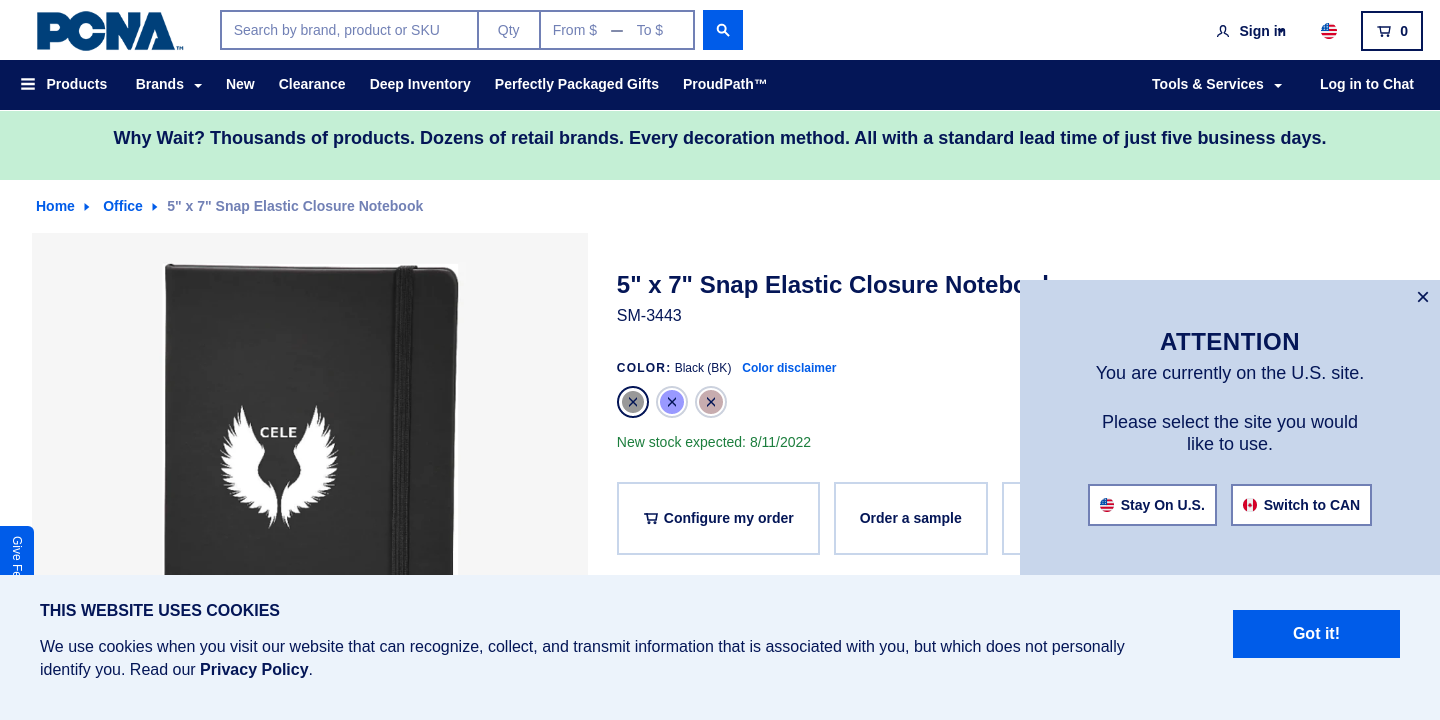 PCNA™
Search by brand, product or SKU
Qty
From $ — To $
Sign in
0
Products
Brands
New
Clearance
Deep Inventory
Perfectly Packaged Gifts
ProudPath™
Tools & Services
Log in to Chat
Why Wait? Thousands of products. Dozens of retail brands. Every decoration method. All with a standard lead time of just five business days.
Home
Office
5" x 7" Snap Elastic Closure Notebook
CELE
5" x 7" Snap Elastic Closure Notebook
SM-3443
COLOR: Black (BK) Color disclaimer
New stock expected: 8/11/2022
Configure my order
Order a sample
ATTENTION
You are currently on the U.S. site.
Please select the site you would
like to use.
Stay On U.S.
Switch to CAN
Give Fe
THIS WEBSITE USES COOKIES
We use cookies when you visit our website that can recognize, collect, and transmit information that is associated with you, but which does not personally
identify you. Read our Privacy Policy.
Got it!